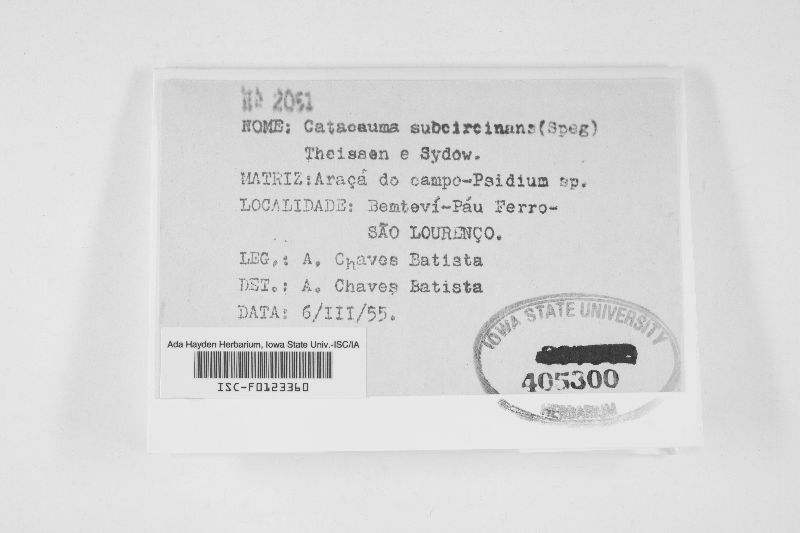 Nº 2061
NOME: Catacauma subcircinans(Speg)
Theissen e Sydow.
MATRIZ:Araçá do campo-Psidium sp.
LOCALIDADE: Bemteví-Páu Ferro-
SÃO LOURENÇO.
LEG.: A. Chaves Batista
DET.: A. Chaves Batista
DATA: 6/III/55.
Ada Hayden Herbarium, Iowa State Univ.-ISC/IA
ISC-F0123360
IOWA STATE UNIVERSITY
405300
HERBARIUM